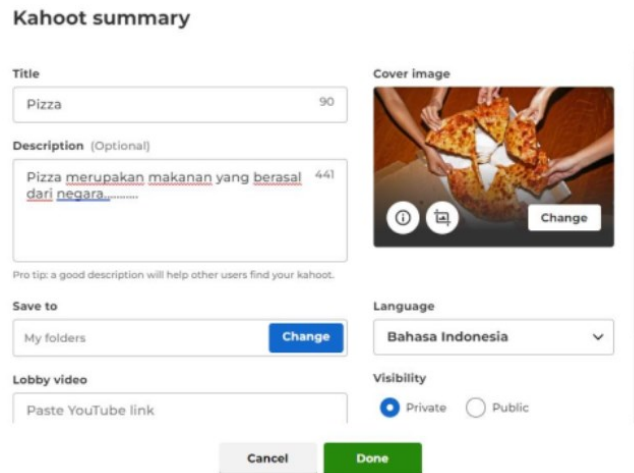 Kahoot summary
Title
Pizza 90
Description (Optional)
Pizza merupakan makanan yang berasal 441
dari negara...........
Pro tip: a good description will help other users find your kahoot.
Save to
My folders Change
Lobby video
Paste YouTube link
Cover image
Change
Language
Bahasa Indonesia
Visibility
Private Public
Cancel Done